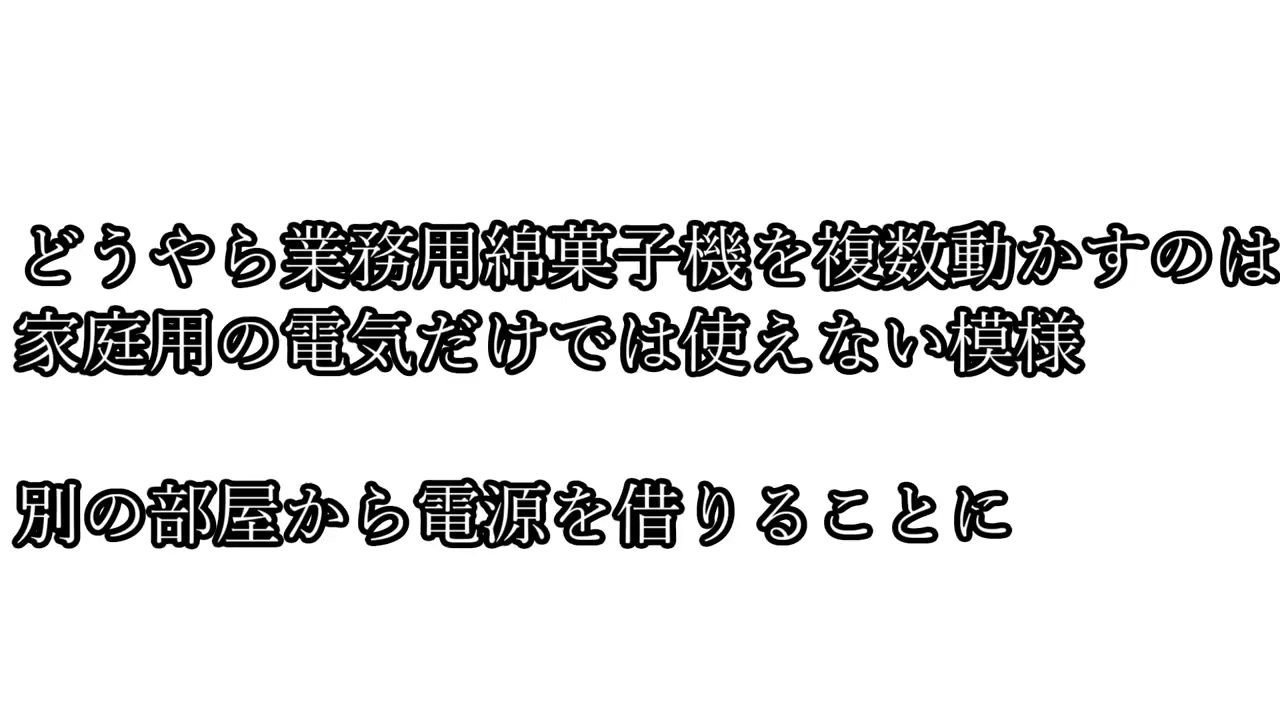 どうやら業務用綿菓子機を複数動かすのは
家庭用の電気だけでは使えない模様
別の部屋から電源を借りることに